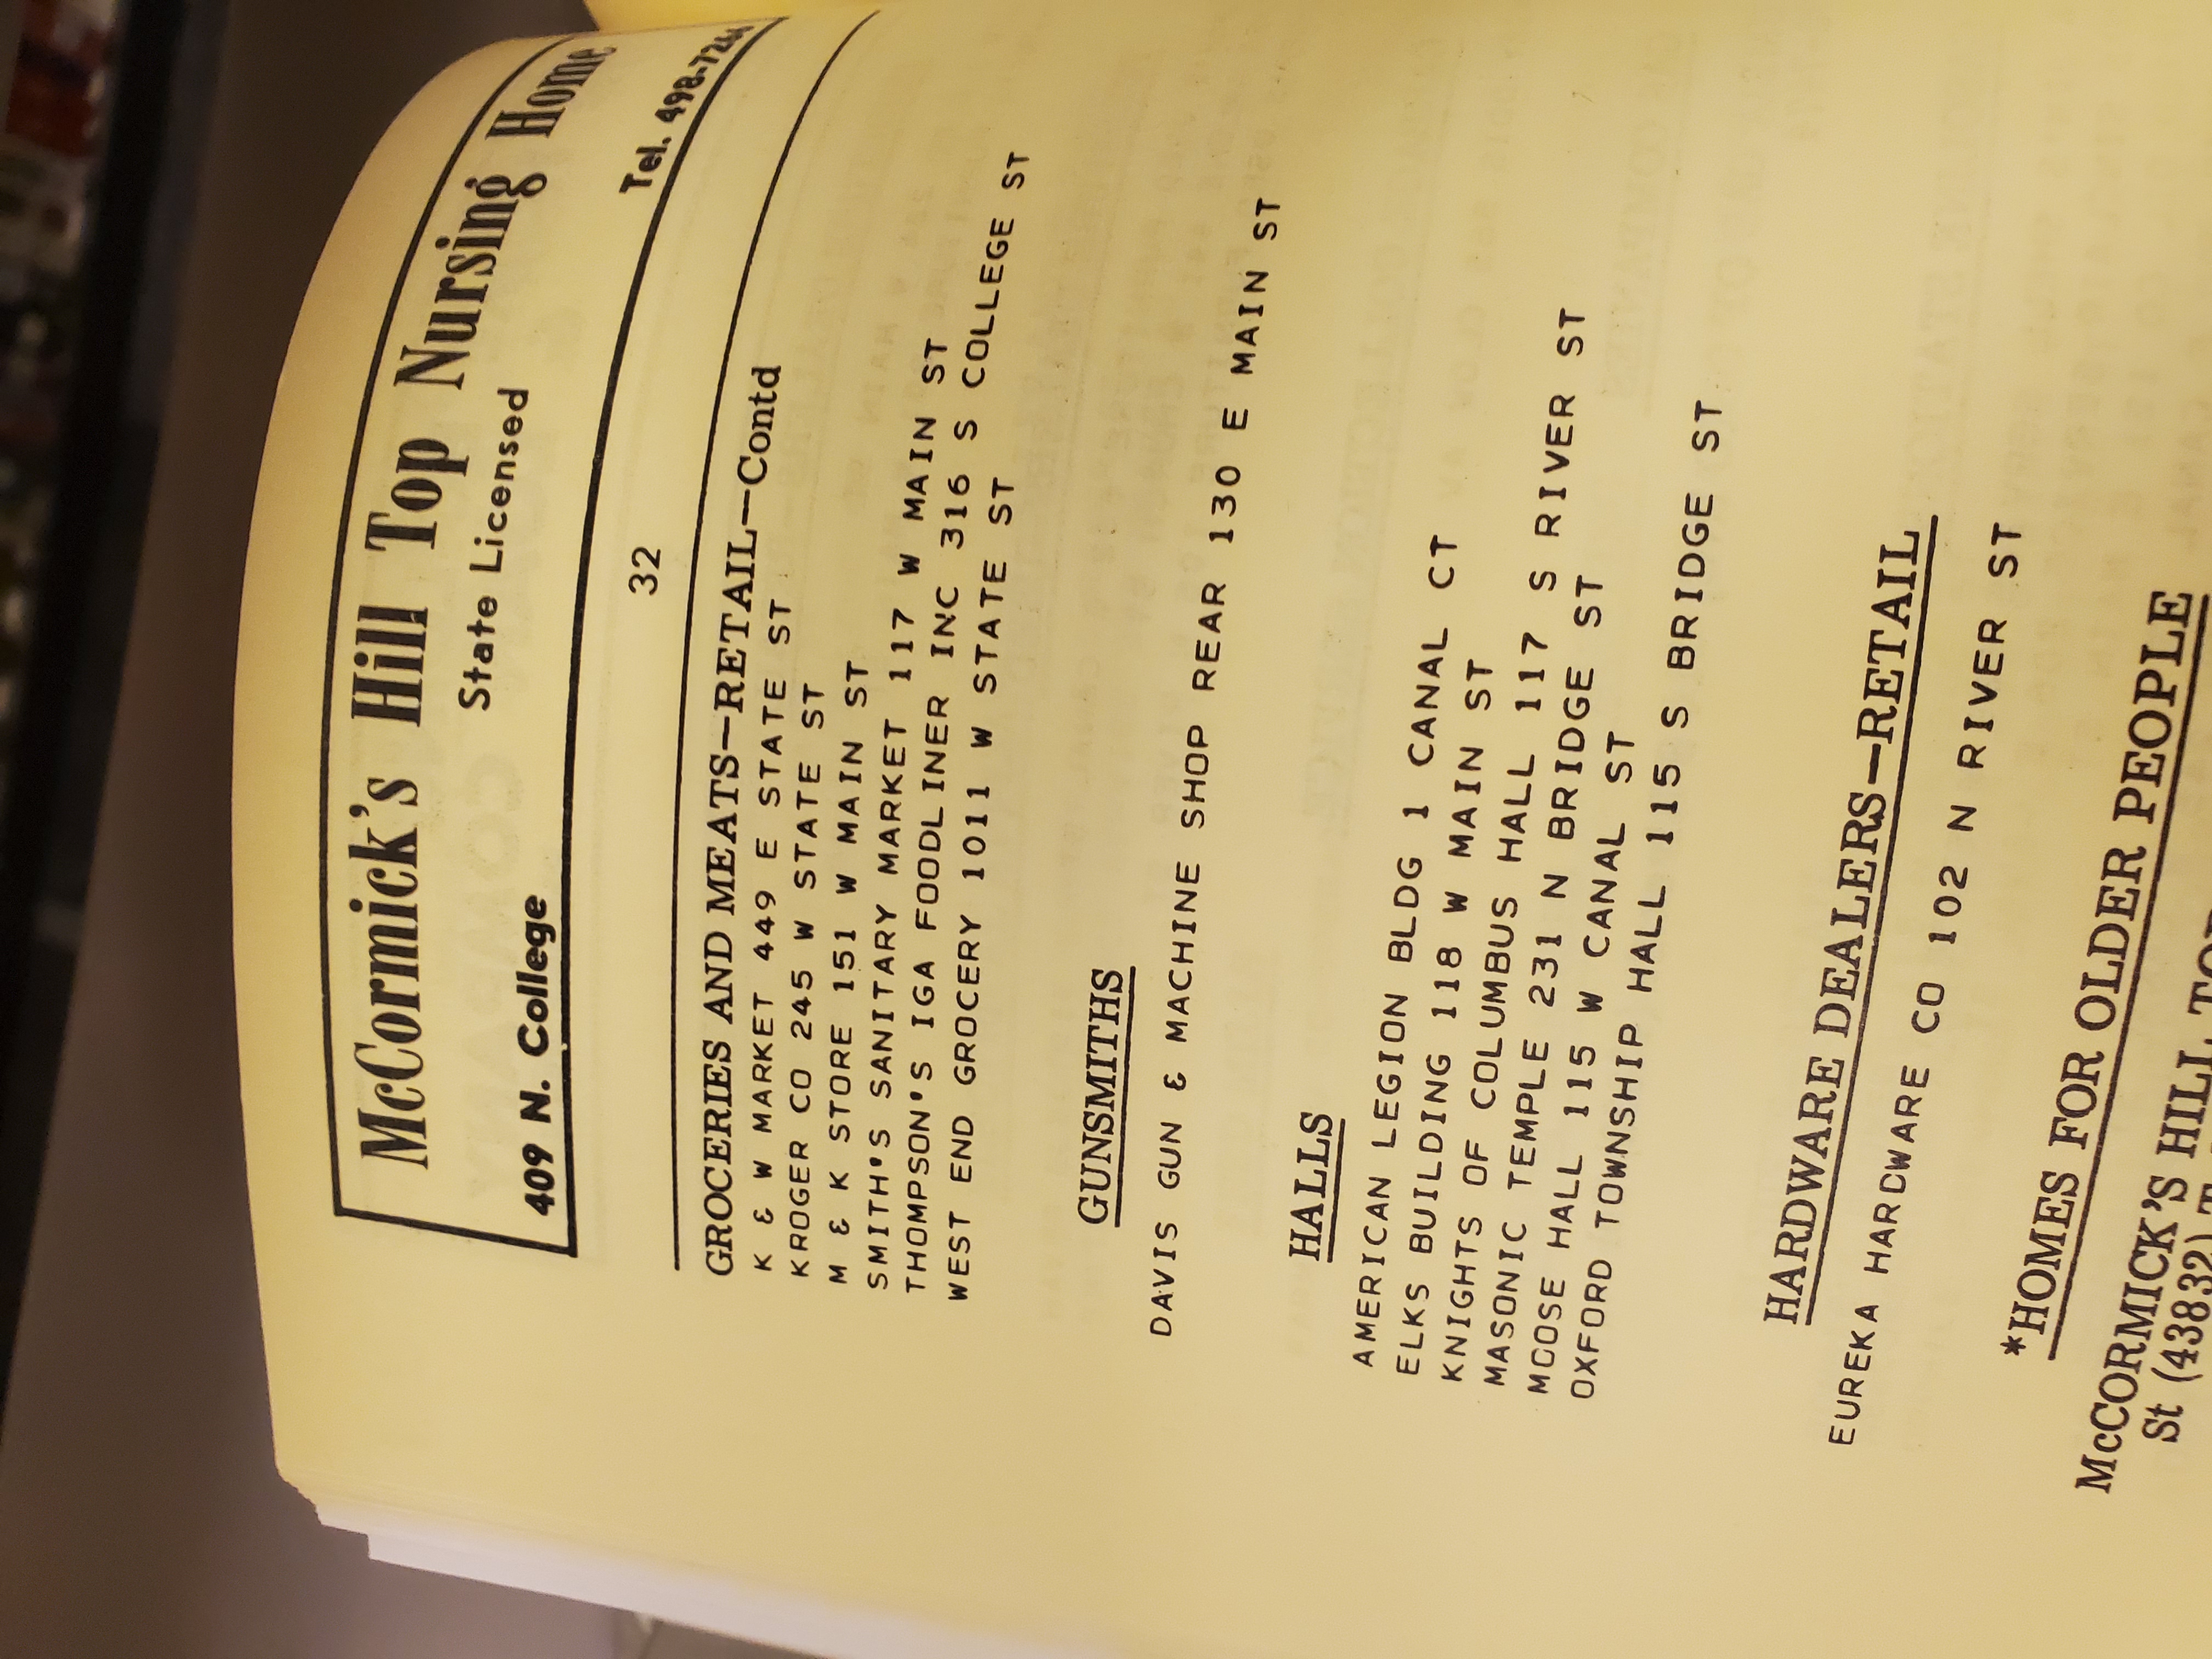 McCormick's Hill Top Nursing Home
State Licensed
409 N. College Tel.
32
GROCERIES AND MEATS—RETAIL—Contd
K & W MARKET 449 E STATE ST
KROGER CO 245 W STATE ST
M & K STORE 151 W MAIN ST
SMITH'S SANITARY MARKET 117 W MAIN ST
THOMPSON'S IGA FOODLINER INC 316 S COLLEGE ST
WEST END GROCERY 1011 W STATE ST
GUNSMITHS
DAVIS GUN & MACHINE SHOP REAR 130 E MAIN ST
HALLS
AMERICAN LEGION BLDG 1 CANAL CT
ELKS BUILDING 118 W MAIN ST
KNIGHTS OF COLUMBUS HALL 117 S RIVER ST
MASONIC TEMPLE 231 N BRIDGE ST
MOOSE HALL 115 W CANAL ST
OXFORD TOWNSHIP HALL 115 S BRIDGE ST
HARDWARE DEALERS—RETAIL
EUREKA HARDWARE CO 102 N RIVER ST
*HOMES FOR OLDER PEOPLE
McCORMICK'S HILL TOP
St (43832)